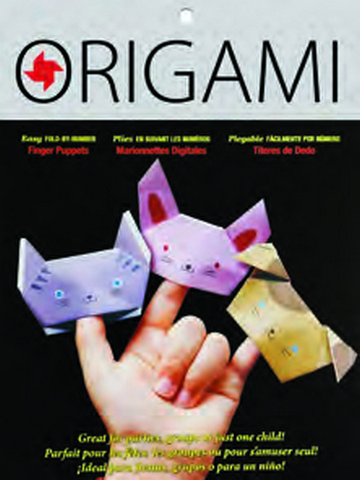 ORIGAMI
Easy FOLD-BY-NUMBER
Finger Puppets
Plies EN SUIVANT LES NUMÉROS
Marionnettes Digitales
Plegable FÁCILMENTE POR NÚMERO
Títeres de Dedo
Great for parties, groups or just one child!
Parfait pour les fêtes, les groupes ou pour s'amuser seul!
¡Ideal para fiestas, grupos o para un niño!